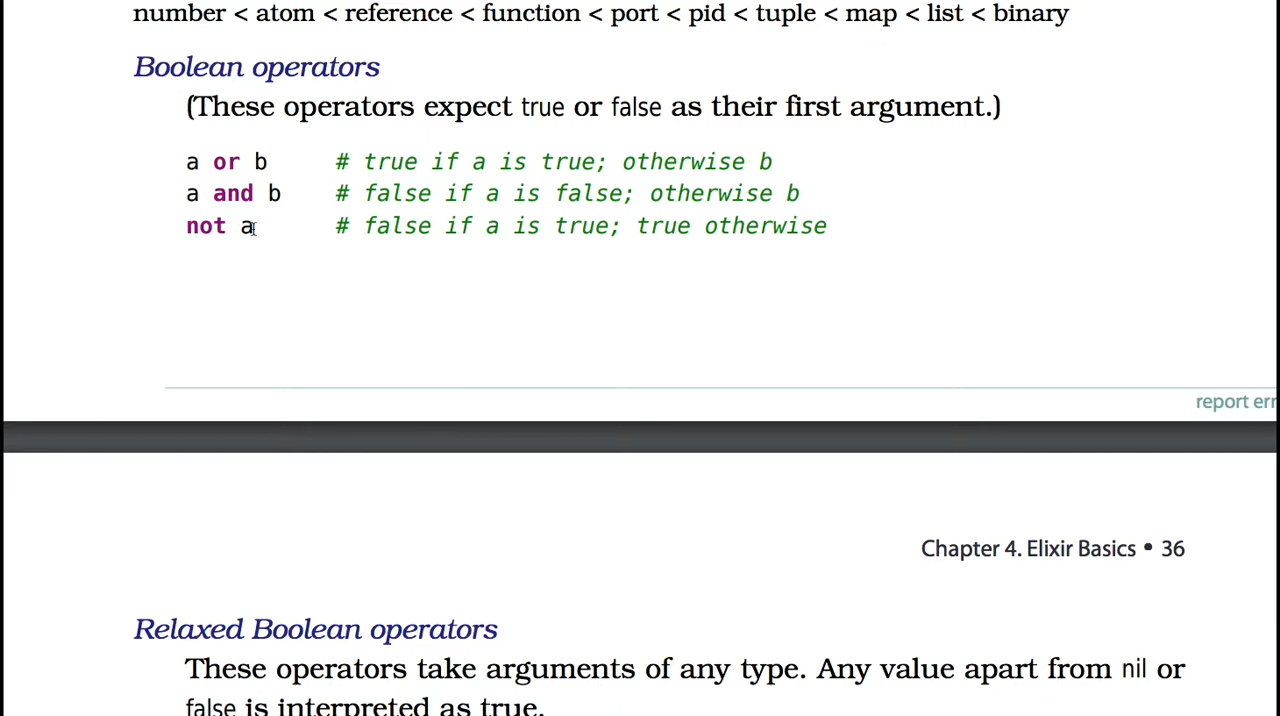 number < atom < reference < function < port < pid < tuple < map < list < binary
Boolean operators
(These operators expect true or false as their first argument.)
a or b # true if a is true; otherwise b
a and b # false if a is false; otherwise b
not a # false if a is true; true otherwise
report err
Chapter 4. Elixir Basics • 36
Relaxed Boolean operators
These operators take arguments of any type. Any value apart from nil or
false is interpreted as true.